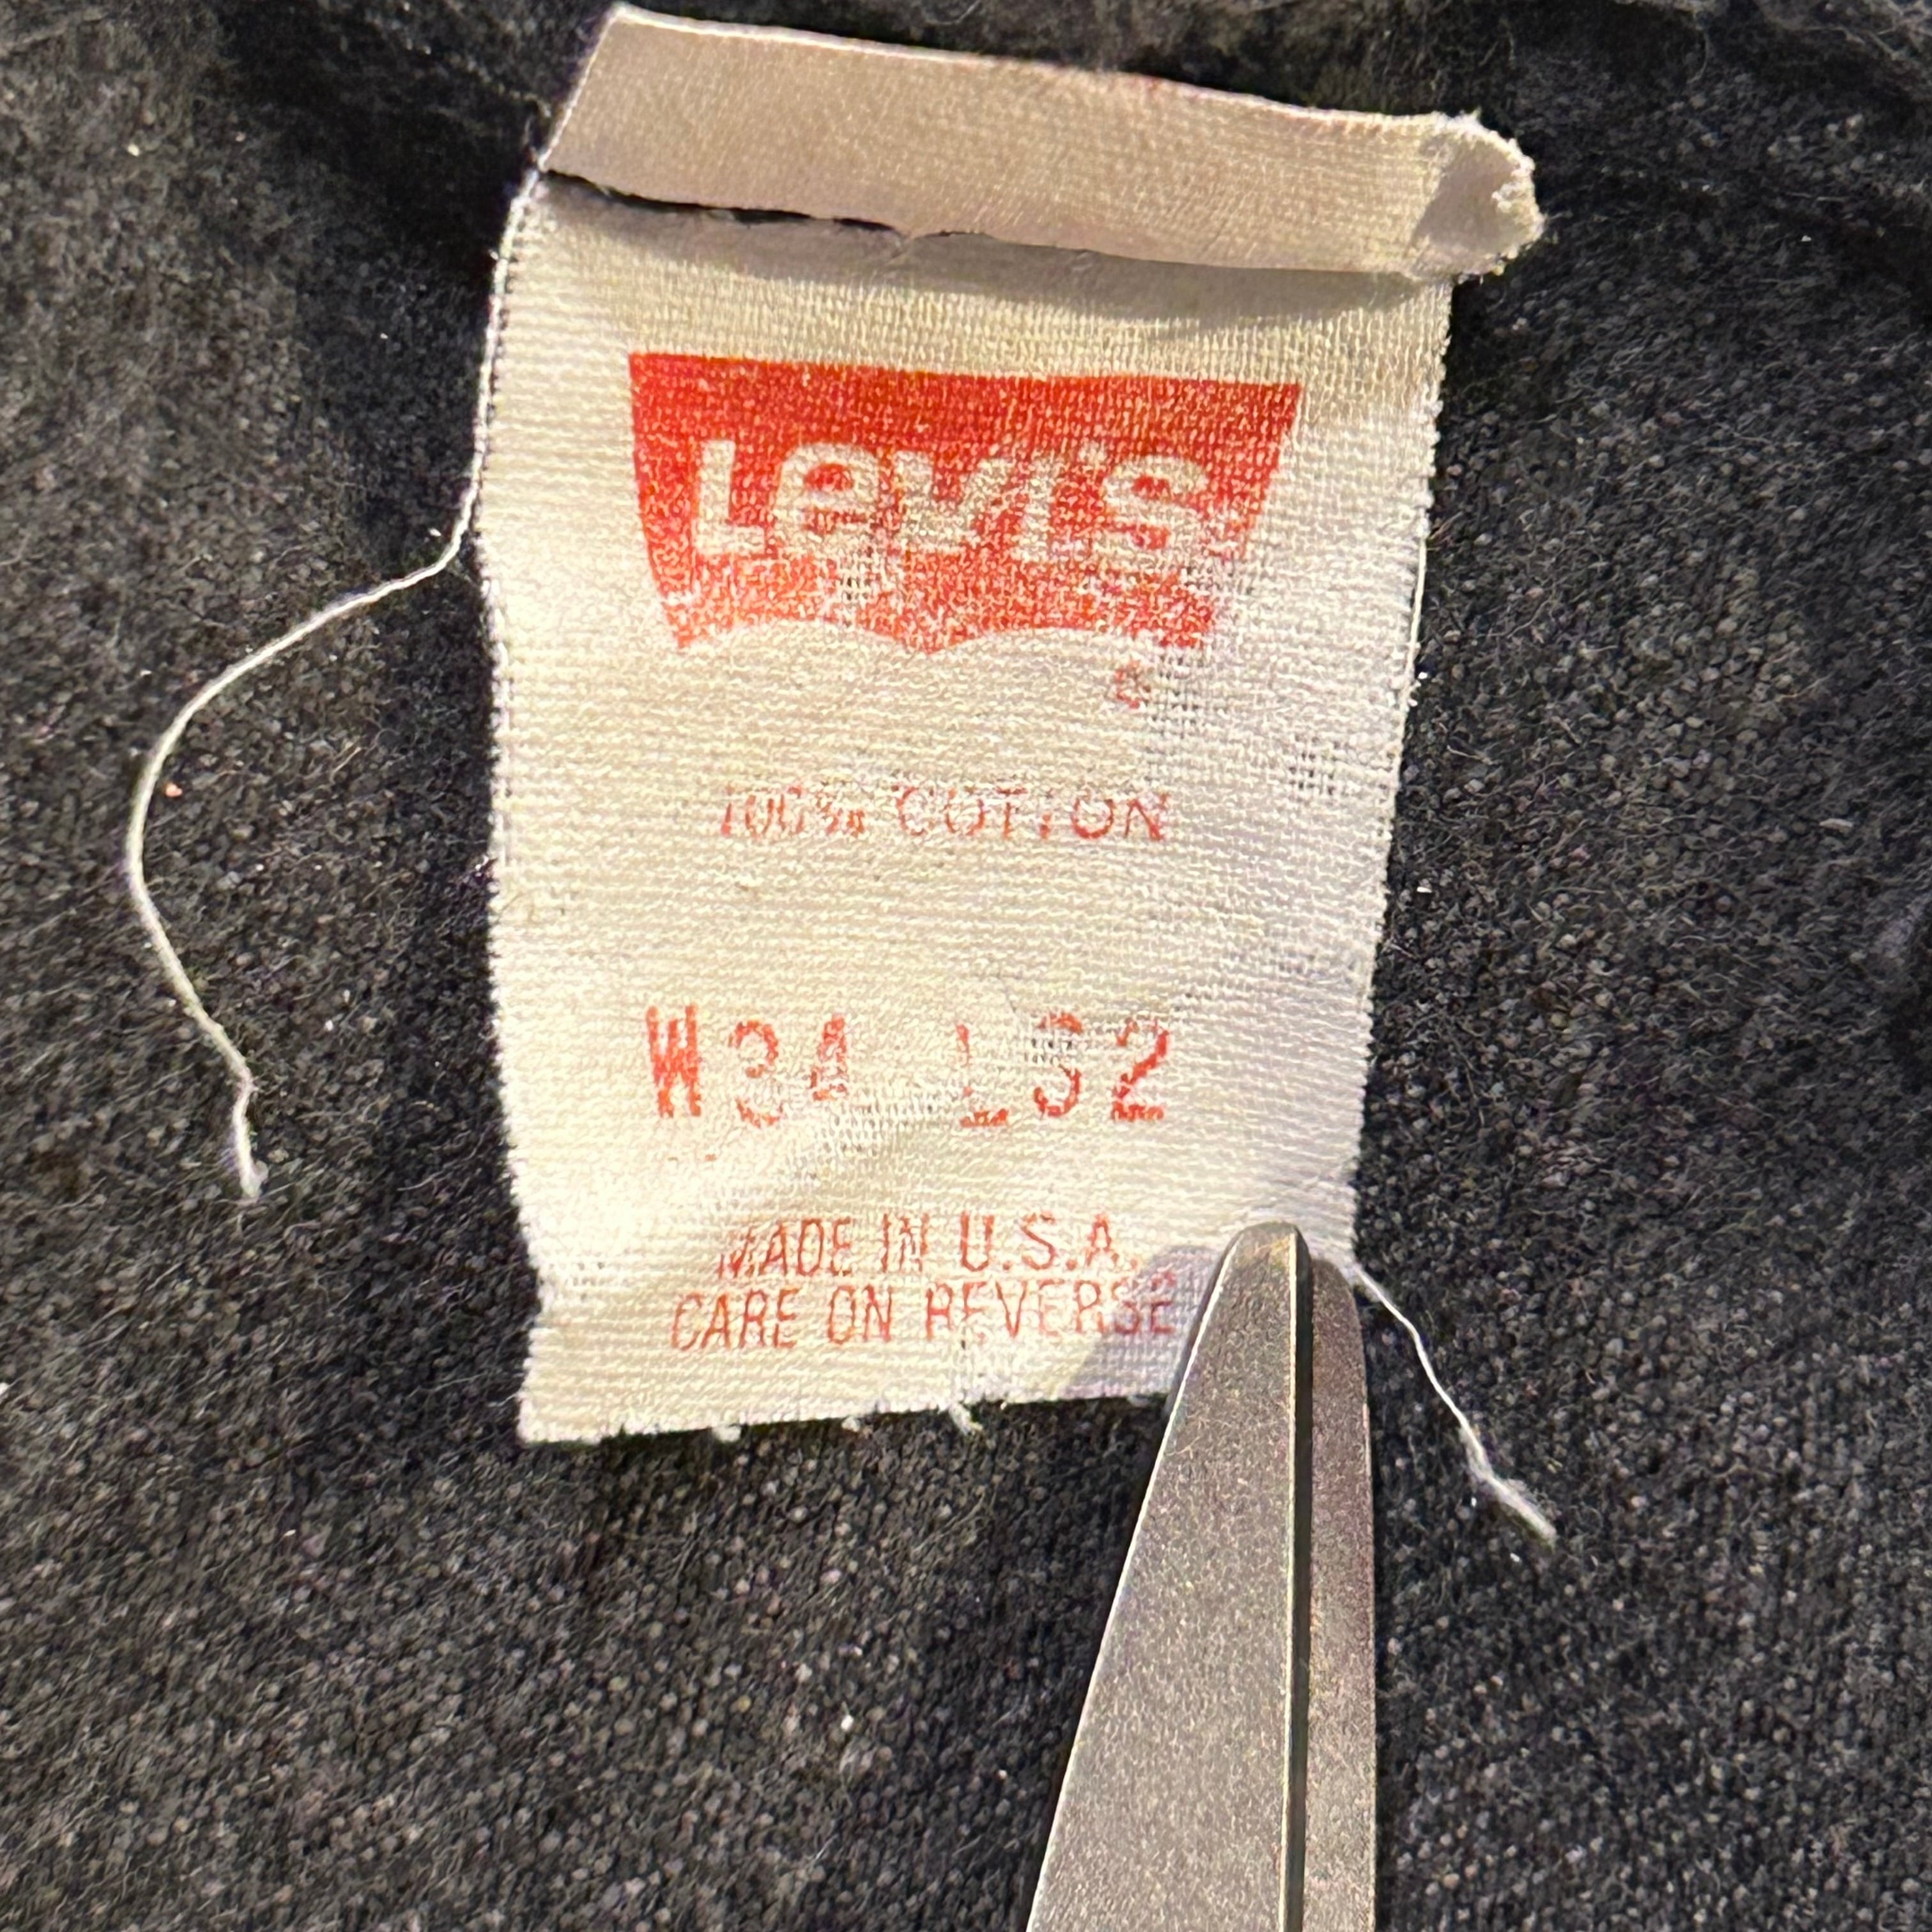 Levi's
®
100% COTTON
W34 L32
MADE IN U.S.A.
CARE ON REVERSE